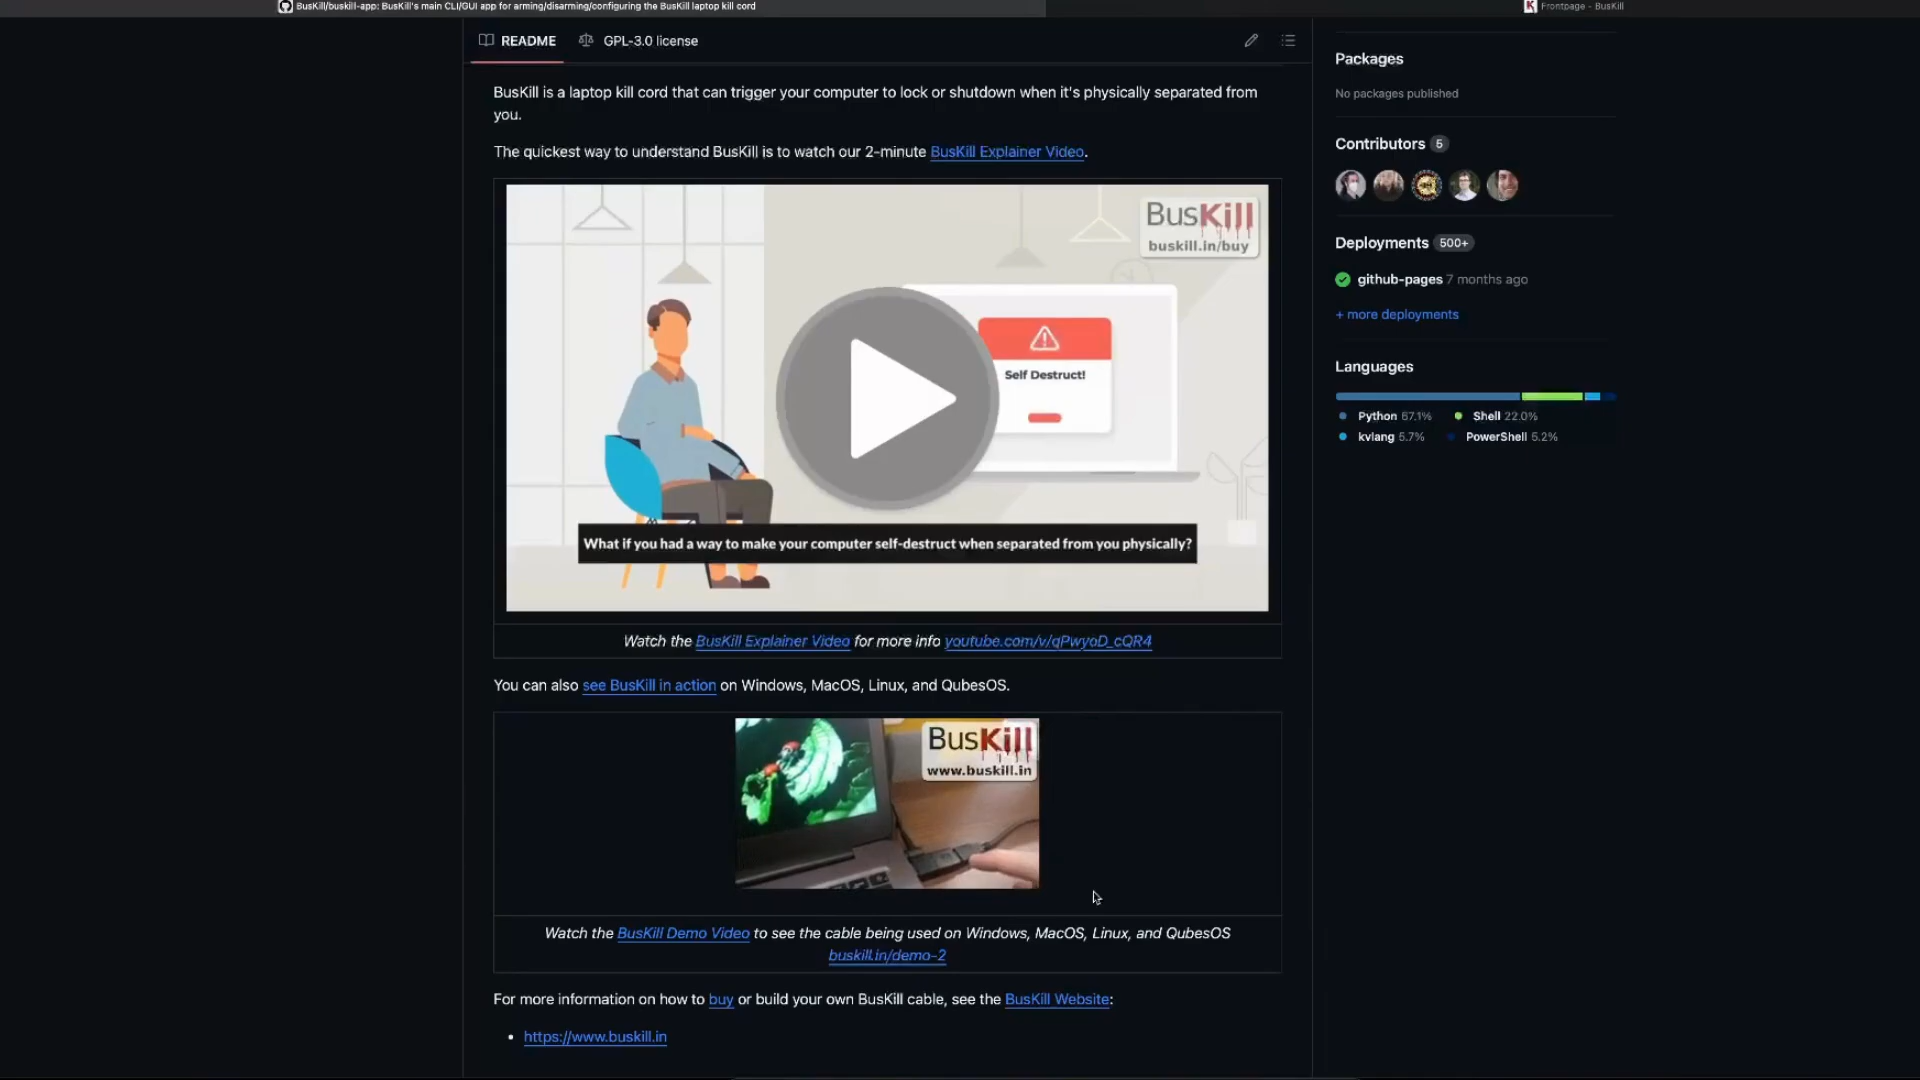 BusKill/buskill-app: BusKill's main CLI/GUI app for arming/disarming/configuring the BusKill laptop kill cord
Frontpage - BusKill
README
GPL-3.0 license
BusKill is a laptop kill cord that can trigger your computer to lock or shutdown when it's physically separated from
you.
The quickest way to understand BusKill is to watch our 2-minute BusKill Explainer Video.
BusKill
buskill.in/buy
Self Destruct!
What if you had a way to make your computer self-destruct when separated from you physically?
Watch the BusKill Explainer Video for more info youtube.com/v/qPwyoD_cQR4
You can also see BusKill in action on Windows, MacOS, Linux, and QubesOS.
BusKill
www.buskill.in
Watch the BusKill Demo Video to see the cable being used on Windows, MacOS, Linux, and QubesOS
buskill.in/demo-2
For more information on how to buy or build your own BusKill cable, see the BusKill Website:
• https://www.buskill.in
Packages
No packages published
Contributors 5
Deployments 500+
github-pages 7 months ago
+ more deployments
Languages
Python 67.1%
Shell 22.0%
kvlang 5.7%
PowerShell 5.2%